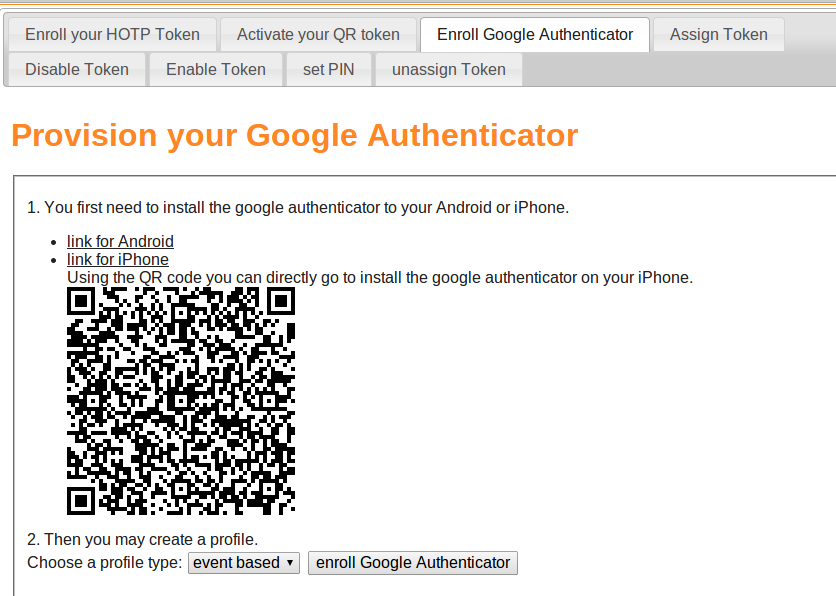 Enroll your HOTP Token
Activate your QR token
Enroll Google Authenticator
Assign Token
Disable Token
Enable Token
set PIN
unassign Token
Provision your Google Authenticator
1. You first need to install the google authenticator to your Android or iPhone.
• link for Android
• link for iPhone
Using the QR code you can directly go to install the google authenticator on your iPhone.
2. Then you may create a profile.
Choose a profile type: event based ▾ enroll Google Authenticator